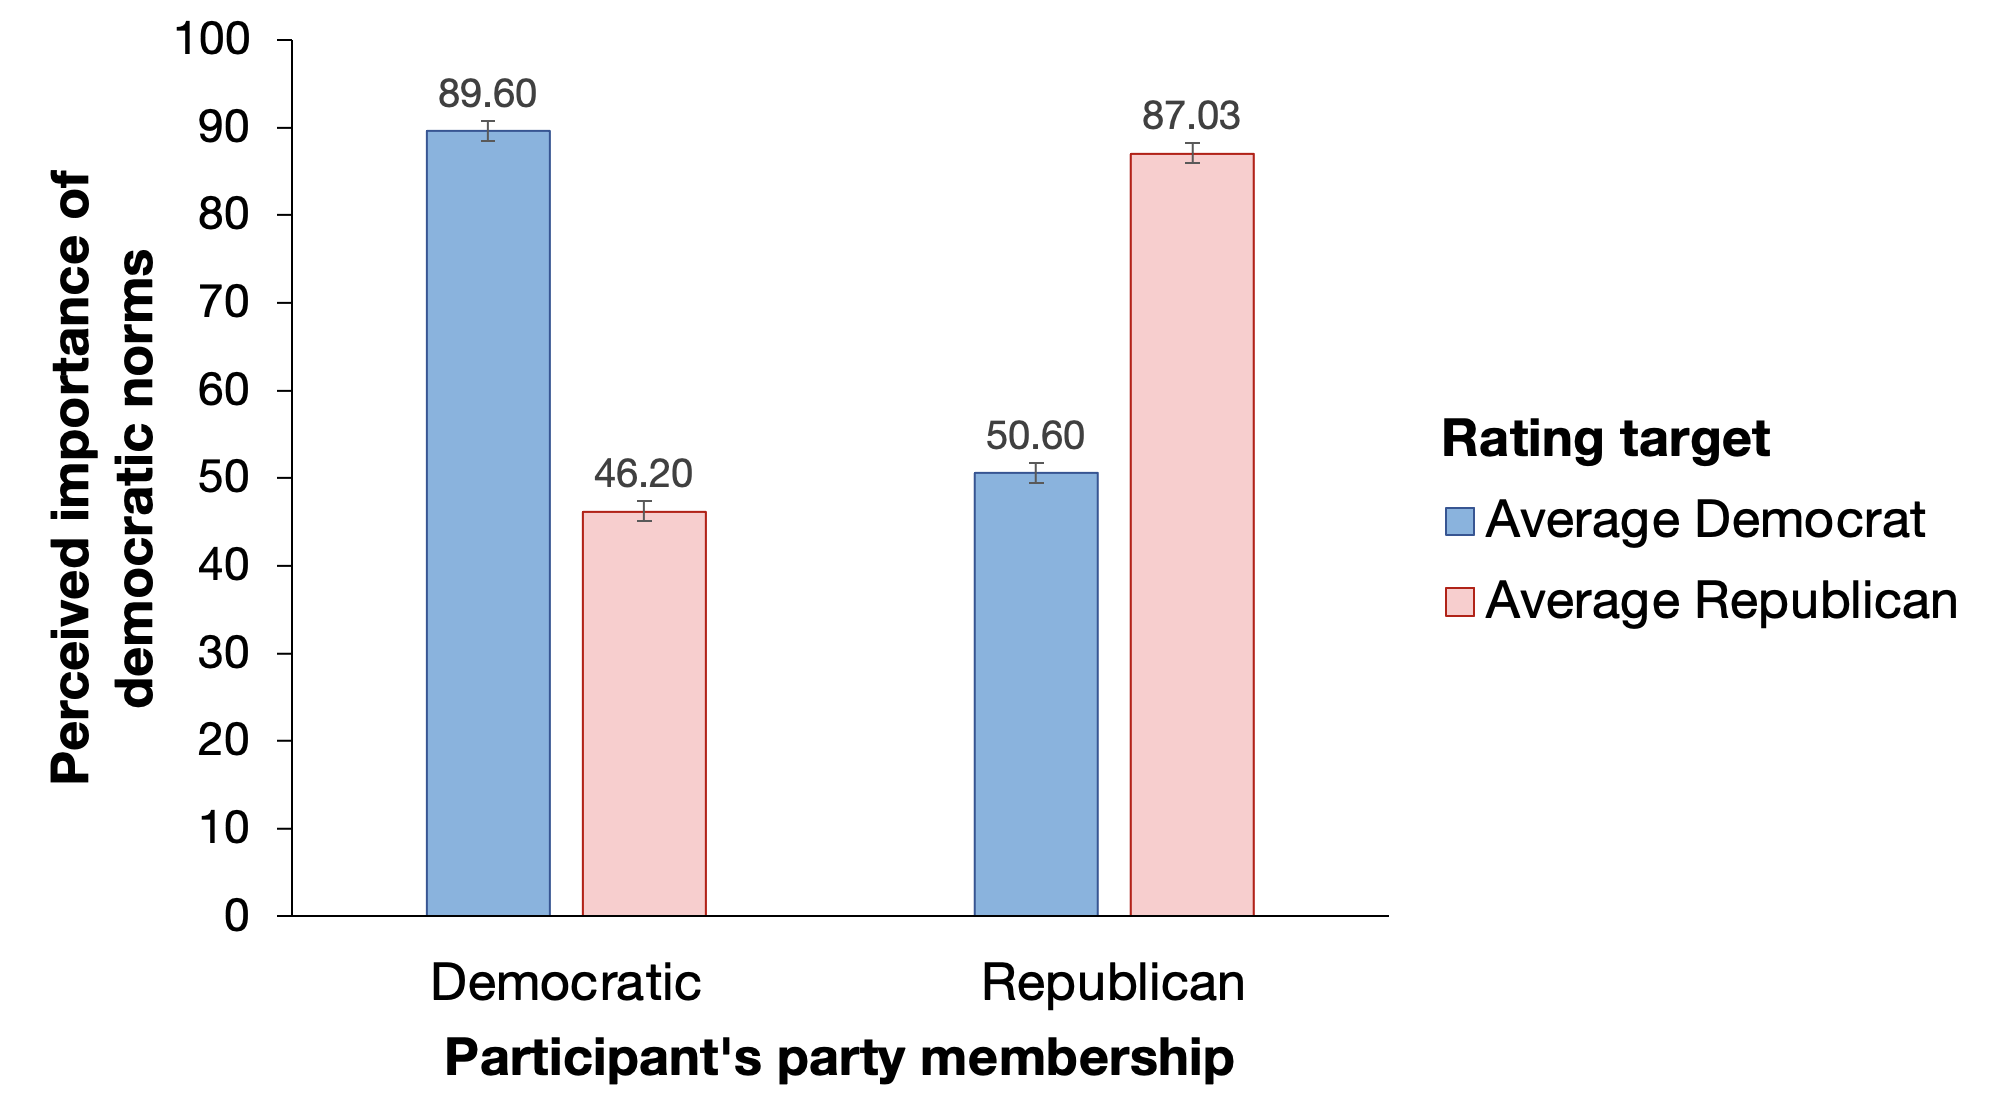 Perceived importance of
democratic norms
100
90
80
70
60
50
40
30
20
10
0
89.60
46.20
50.60
87.03
Democratic
Republican
Participant's party membership
Rating target
Average Democrat
Average Republican